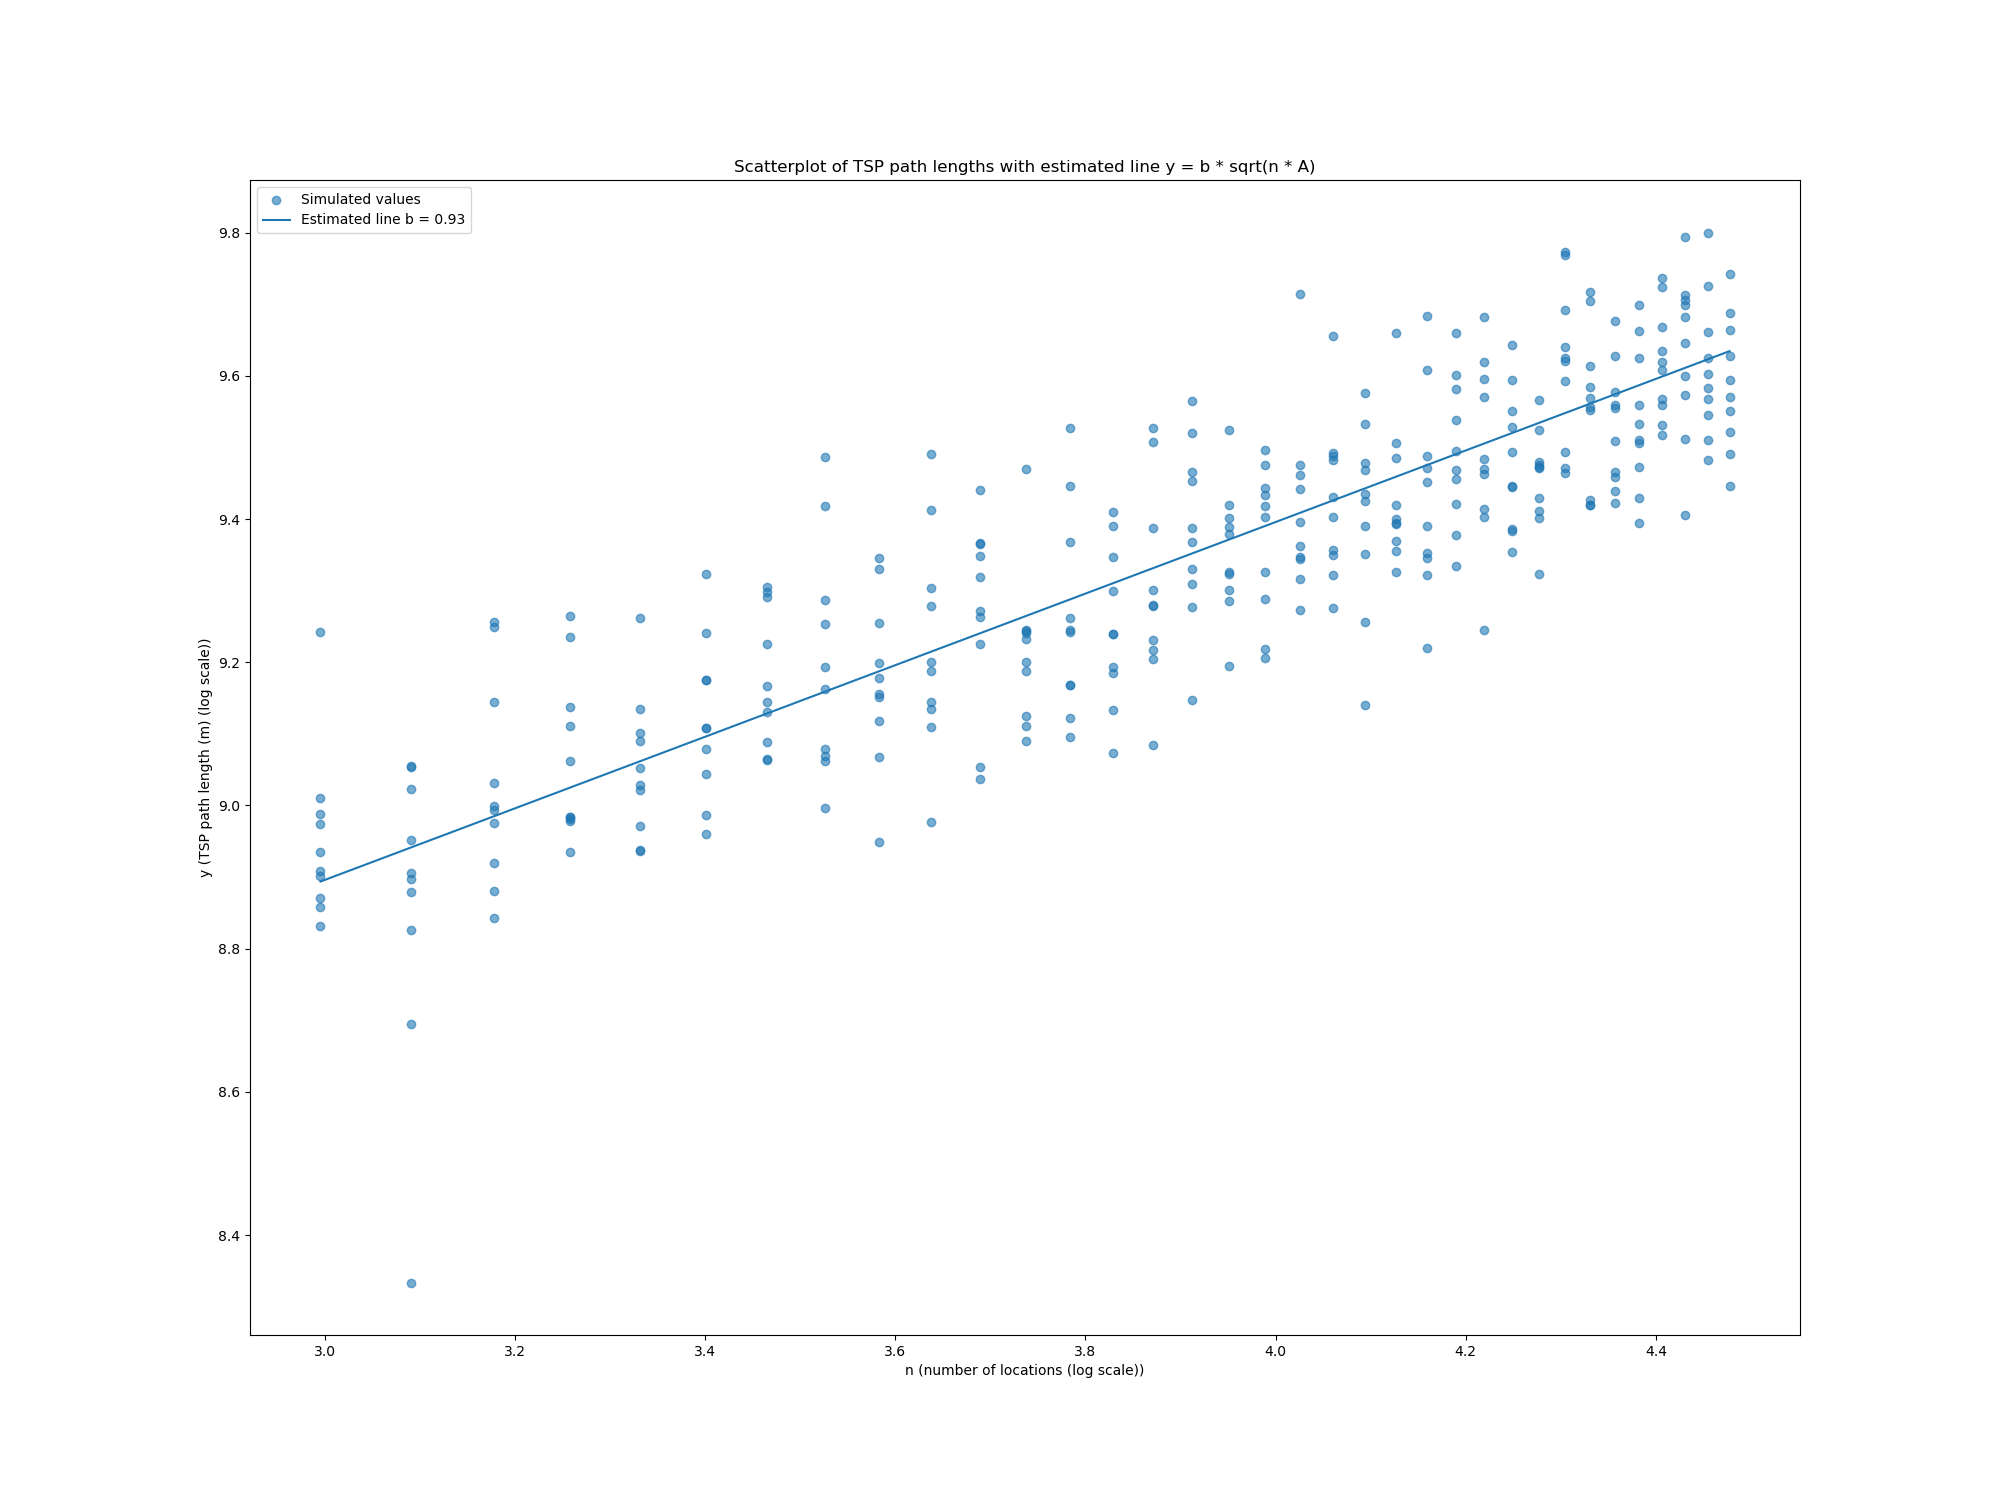 Scatterplot of TSP path lengths with estimated line y = b * sqrt(n * A)
Simulated values
Estimated line b = 0.93
9.8
9.6
9.4
9.2
9.0
8.8
8.6
8.4
y (TSP path length (m) (log scale))
3.0 3.2 3.4 3.6 3.8 4.0 4.2 4.4
n (number of locations (log scale))